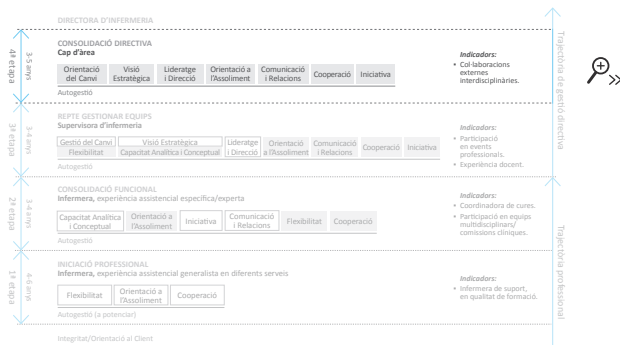 DIRECTORA D'INFERMERIA
4ª etapa
3-5 anys
CONSOLIDACIÓ DIRECTIVA
Cap d'àrea
Orientació del Canvi
Visió Estratègica
Lideratge i Direcció
Orientació a l'Assoliment
Comunicació i Relacions
Cooperació
Iniciativa
Autogestió
Indicadors:
• Col·laboracions
externes
interdisciplinàries.
Trajectòria de gestió directiva
3ª etapa
3-4 anys
REPTE GESTIONAR EQUIPS
Supervisora d'infermeria
Gestió del Canvi
Flexibilitat
Visió Estratègica
Capacitat Analítica i Conceptual
Lideratge i Direcció
Orientació a l'Assoliment
Comunicació i Relacions
Cooperació
Iniciativa
Autogestió
Indicadors:
• Participació
en events
professionals.
• Experiència docent.
2ª etapa
3-4 anys
CONSOLIDACIÓ FUNCIONAL
Infermera, experiència assistencial específica/experta
Capacitat Analítica i Conceptual
Orientació a l'Assoliment
Iniciativa
Comunicació i Relacions
Flexibilitat
Cooperació
Autogestió
Indicadors:
• Coordinadora de cures.
• Participació en equips
multidisciplinars/
comissions clíniques.
Trajectòria professional
1ª etapa
4-6 anys
INICIACIÓ PROFESSIONAL
Infermera, experiència assistencial generalista en diferents serveis
Flexibilitat
Orientació a l'Assoliment
Cooperació
Autogestió (a potenciar)
Indicadors:
• Infermera de suport,
en qualitat de formació.
Integritat/Orientació al Client